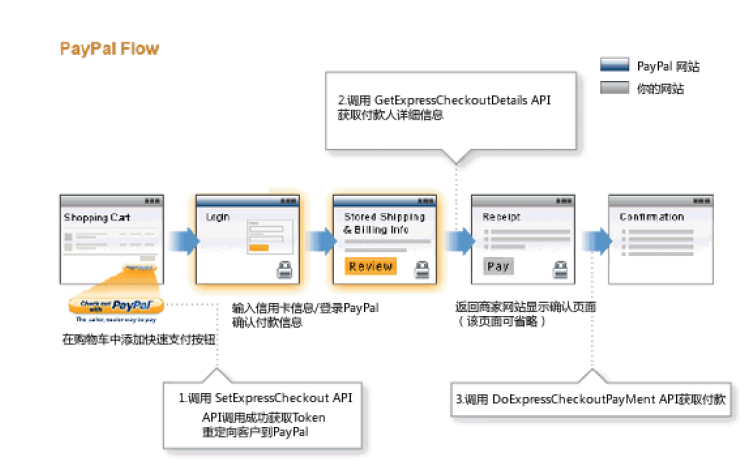 PayPal Flow
PayPal 网站
你的网站
2.调用 GetExpressCheckoutDetails API
获取付款人详细信息
Shopping Cart
Login
Stored Shipping
& Billing Info
Review
Receipt
Pay
Confirmation
Check out
with PayPal
The safer, easier way to pay
在购物车中添加快速支付按钮
输入信用卡信息/登录PayPal
确认付款信息
返回商家网站显示确认页面
（该页面可省略）
1.调用 SetExpressCheckout API
API调用成功获取Token
重定向客户到PayPal
3.调用 DoExpressCheckoutPayMent API获取付款